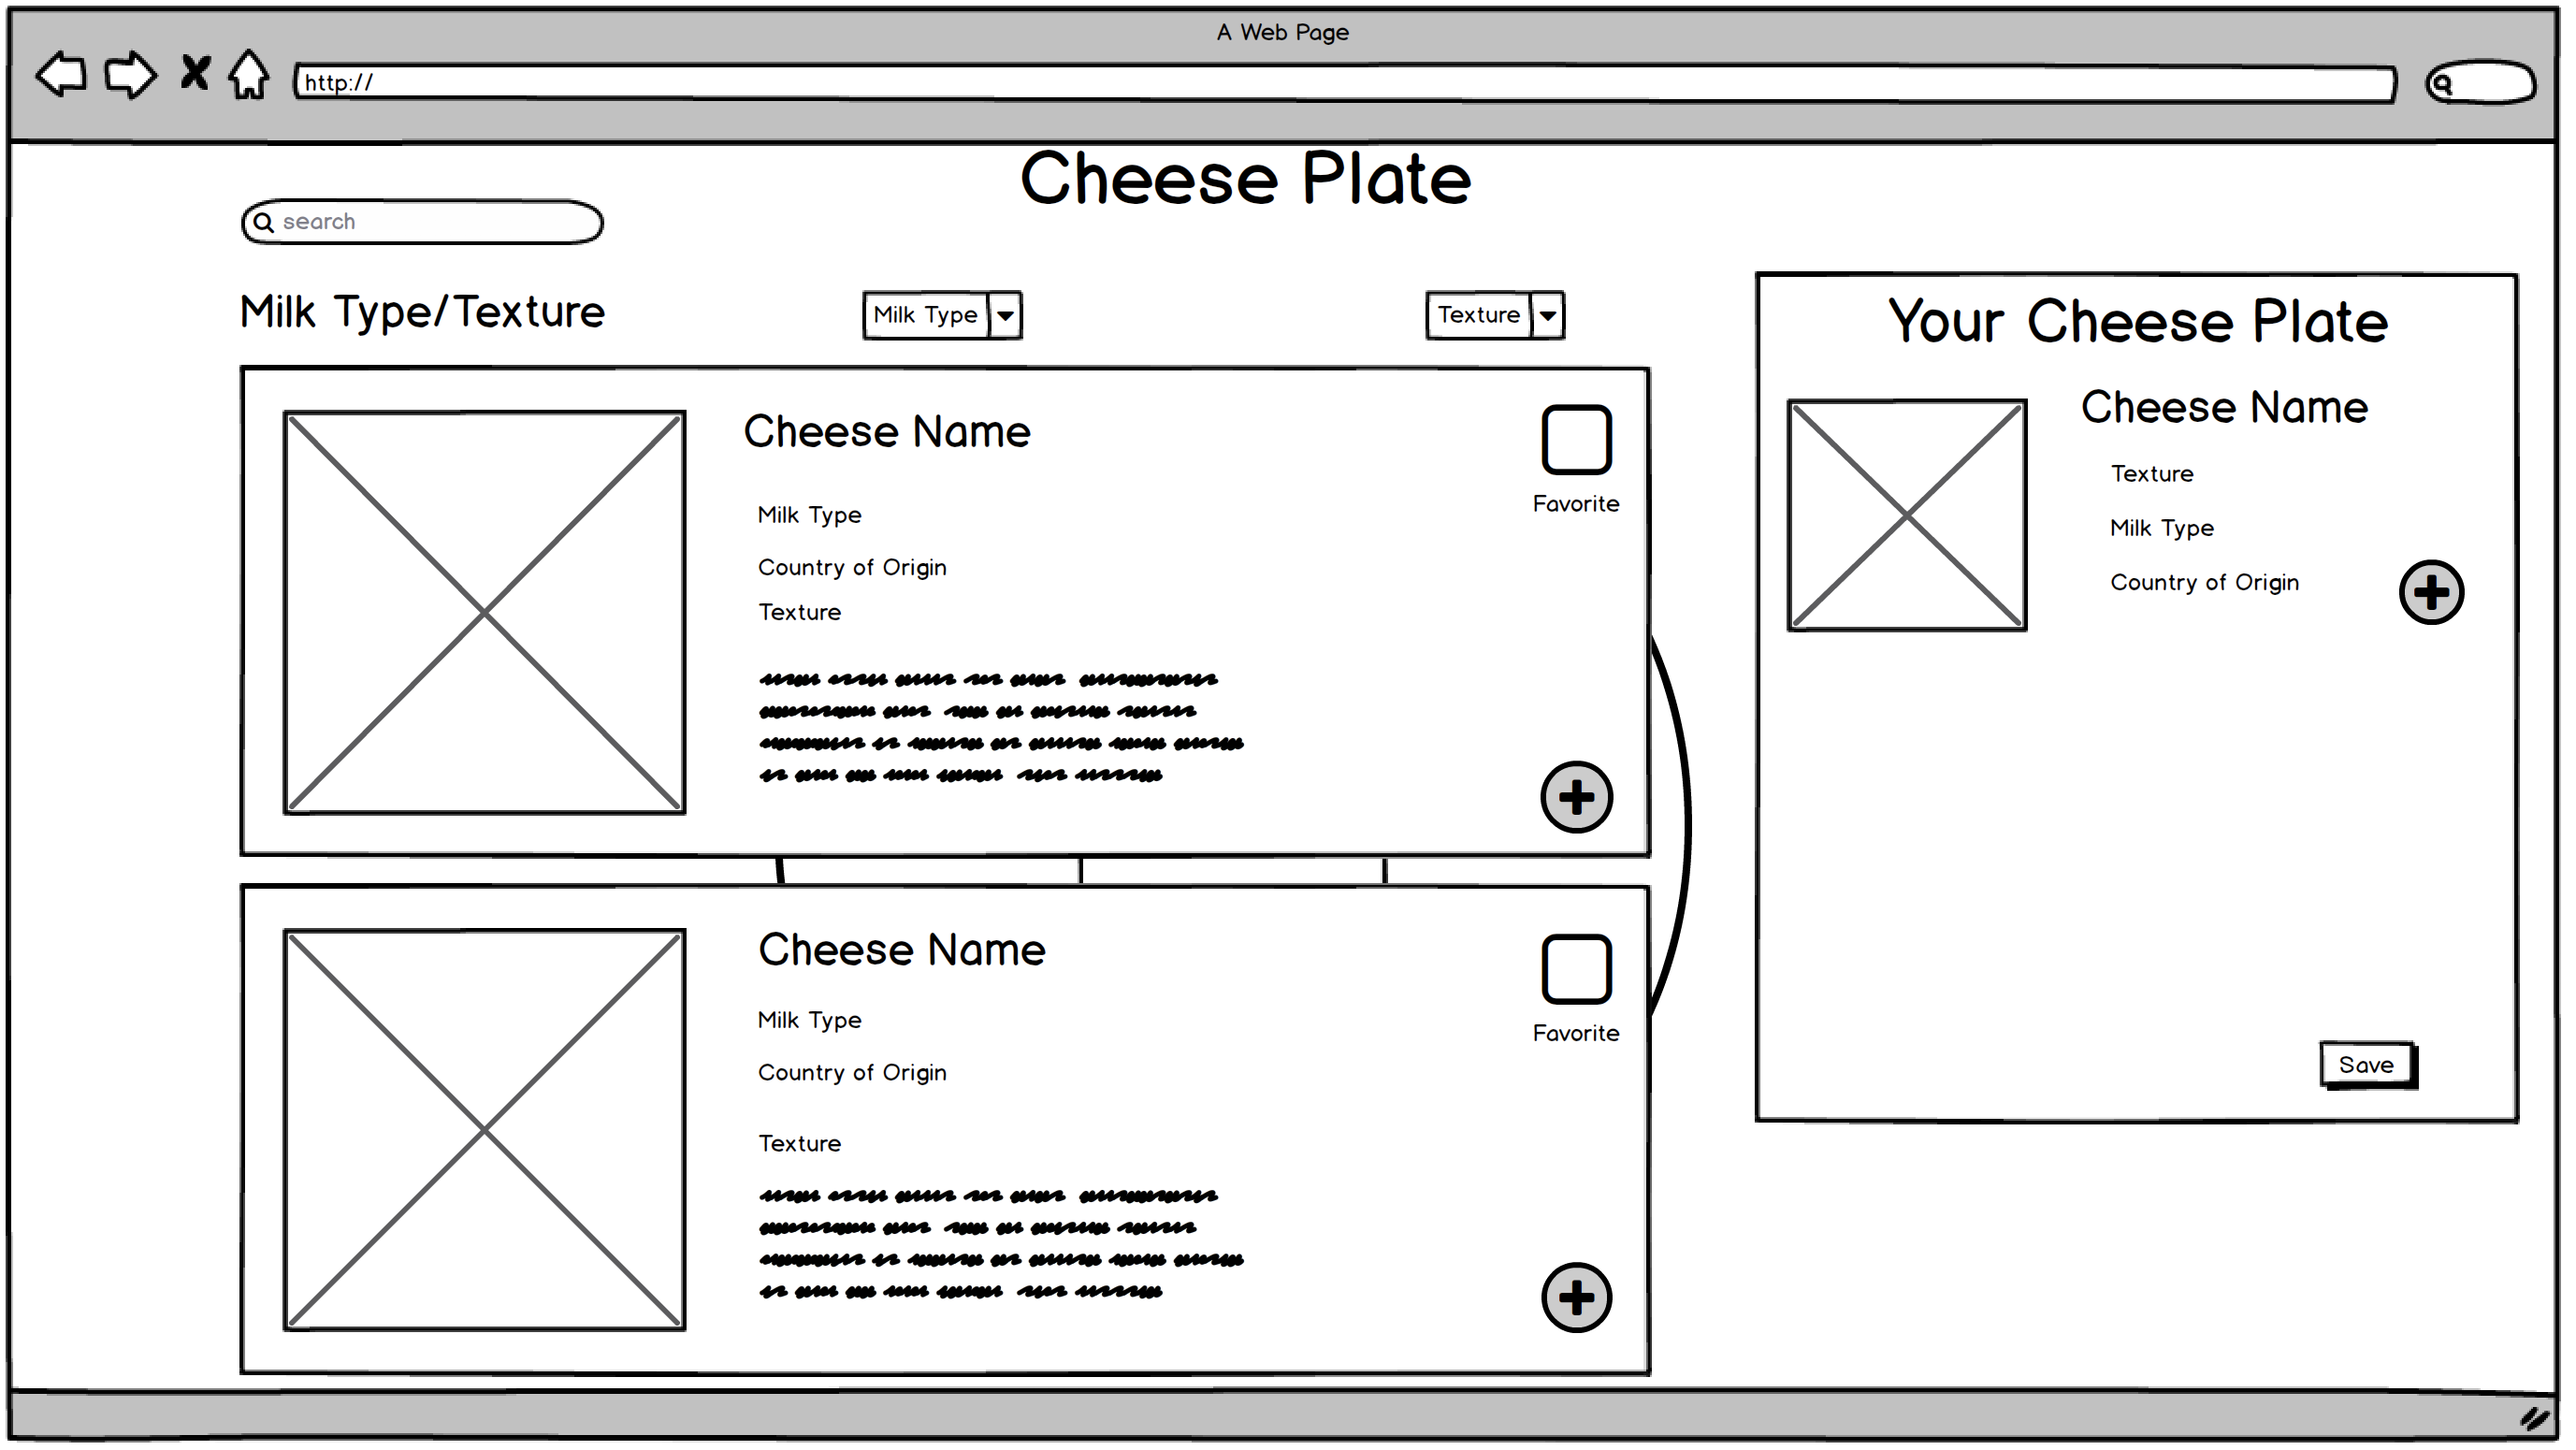 A Web Page
http://
Cheese Plate
search
Milk Type/Texture
Milk Type
Texture
Cheese Name
Milk Type
Country of Origin
Texture
Favorite
Cheese Name
Milk Type
Country of Origin
Texture
Favorite
Your Cheese Plate
Cheese Name
Texture
Milk Type
Country of Origin
Save